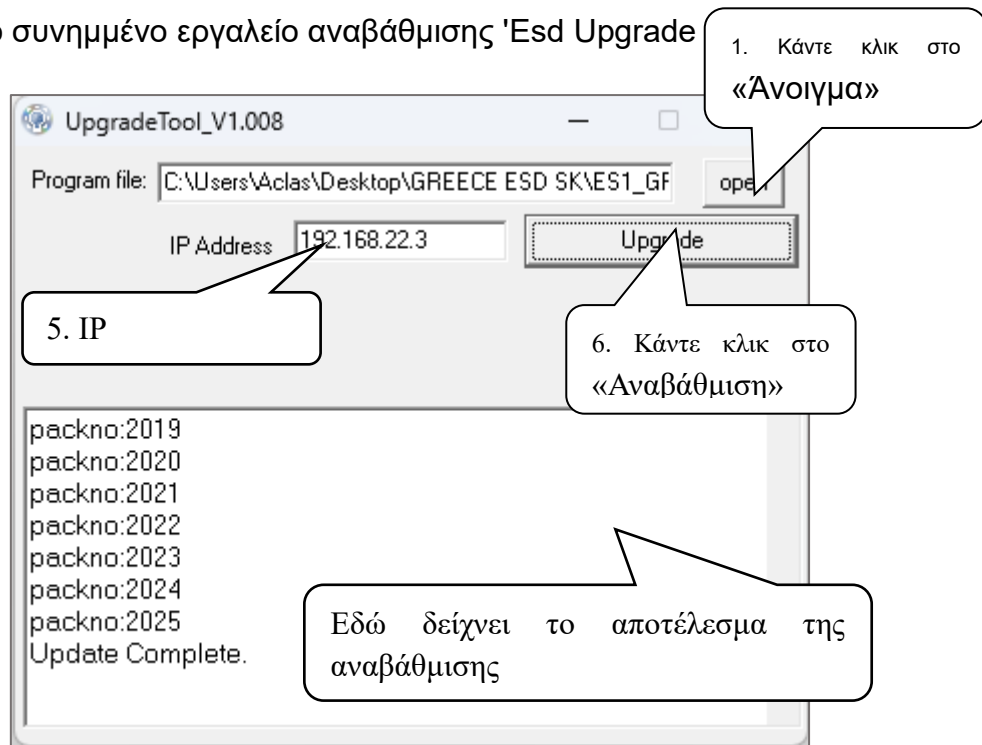 συνημμένο εργαλείο αναβάθμισης 'Esd Upgrade
1. Κάντε κλικ στο
«Άνοιγμα»
UpgradeTool_V1.008
Program file: C:\Users\Aclas\Desktop\GREECE ESD SK\ES1_GF open
IP Address 192.168.22.3 Upgrade
5. IP
6. Κάντε κλικ στο
«Αναβάθμιση»
packno:2019
packno:2020
packno:2021
packno:2022
packno:2023
packno:2024
packno:2025
Update Complete.
Εδώ δείχνει το αποτέλεσμα της
αναβάθμισης